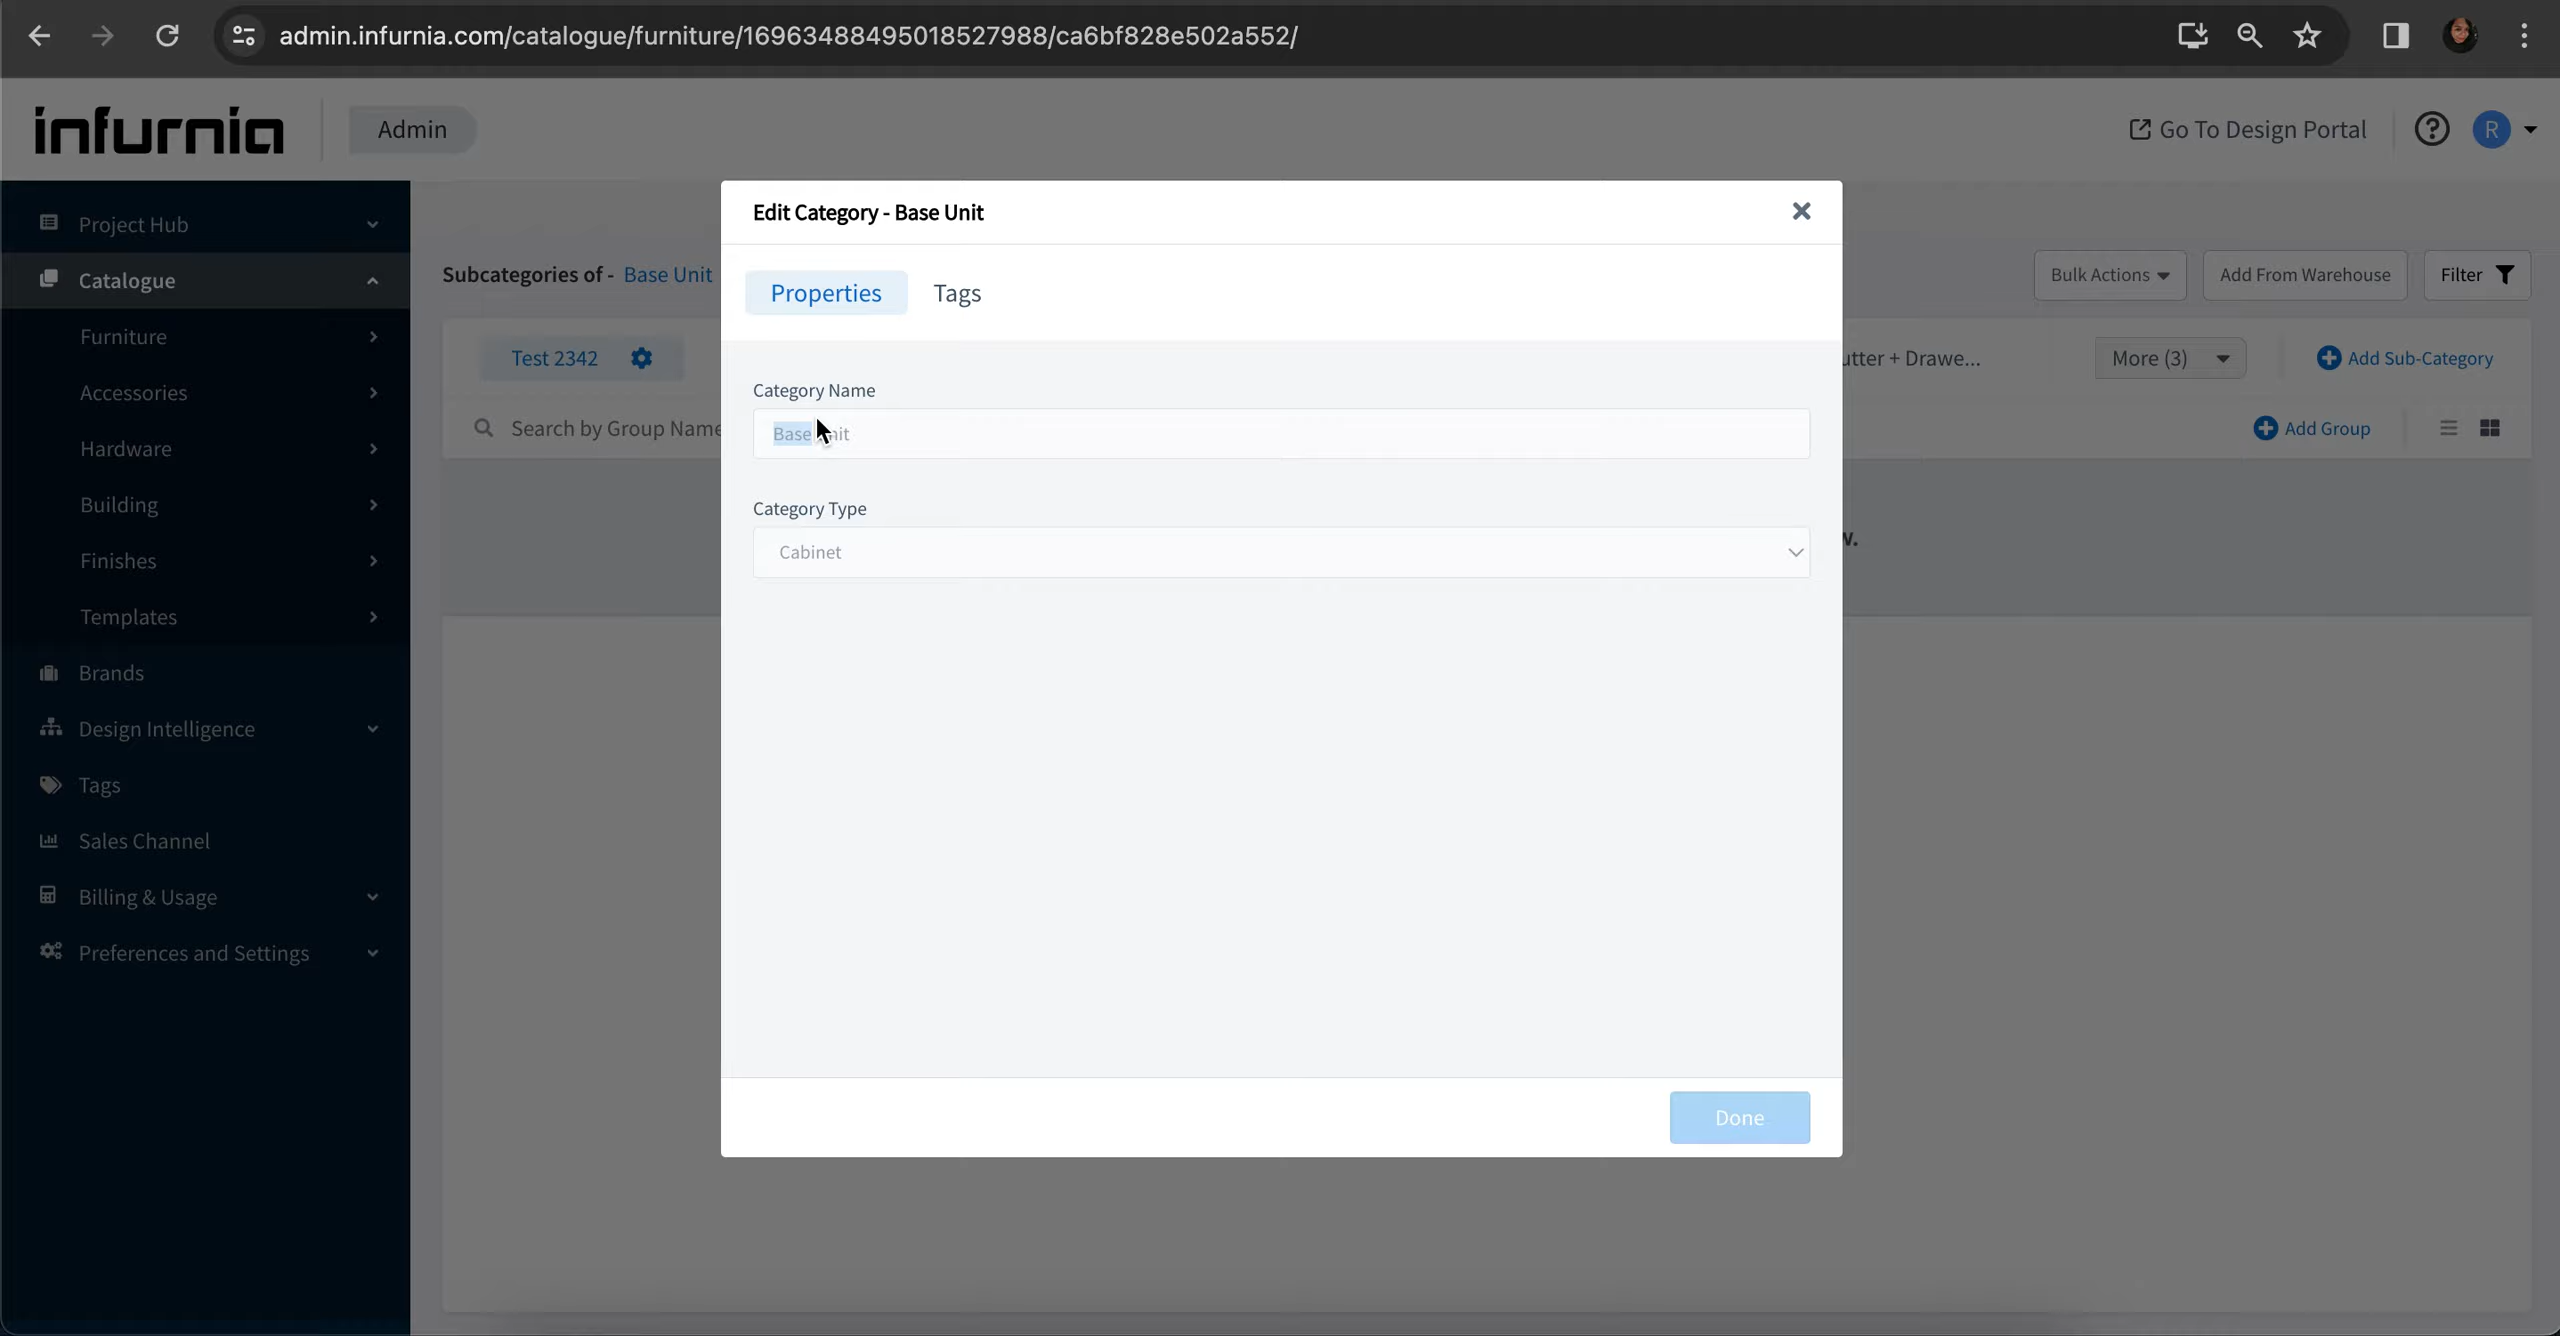 admin.infurnia.com/catalogue/furniture/16963488495018527988/ca6bf828e502a552/
infurnia
Admin
Go To Design Portal
R
Project Hub
Catalogue
Furniture
Accessories
Hardware
Building
Finishes
Templates
Brands
Design Intelligence
Tags
Sales Channel
Billing & Usage
Preferences and Settings
Subcategories of - Base Unit
Bulk Actions
Add From Warehouse
Filter
Test 2342
utter + Drawe...
More (3)
Add Sub-Category
Search by Group Name
Add Group
w.
Edit Category - Base Unit
Properties
Tags
Category Name
Base Unit
Category Type
Cabinet
Done